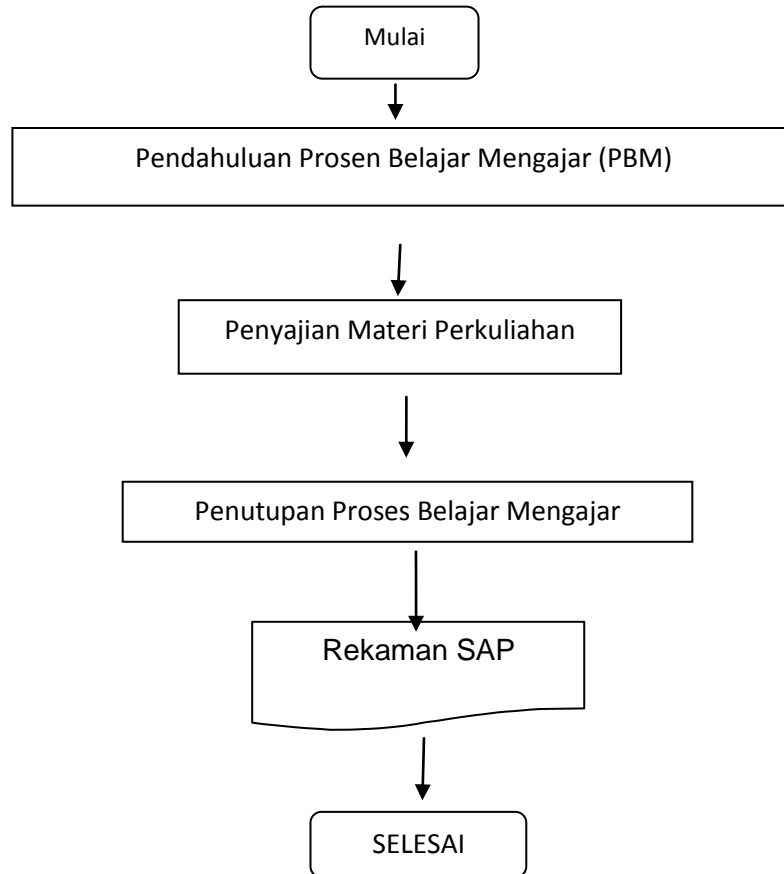 Mulai
Pendahuluan Prosen Belajar Mengajar (PBM)
Penyajian Materi Perkuliahan
Penutupan Proses Belajar Mengajar
Rekaman SAP
SELESAI